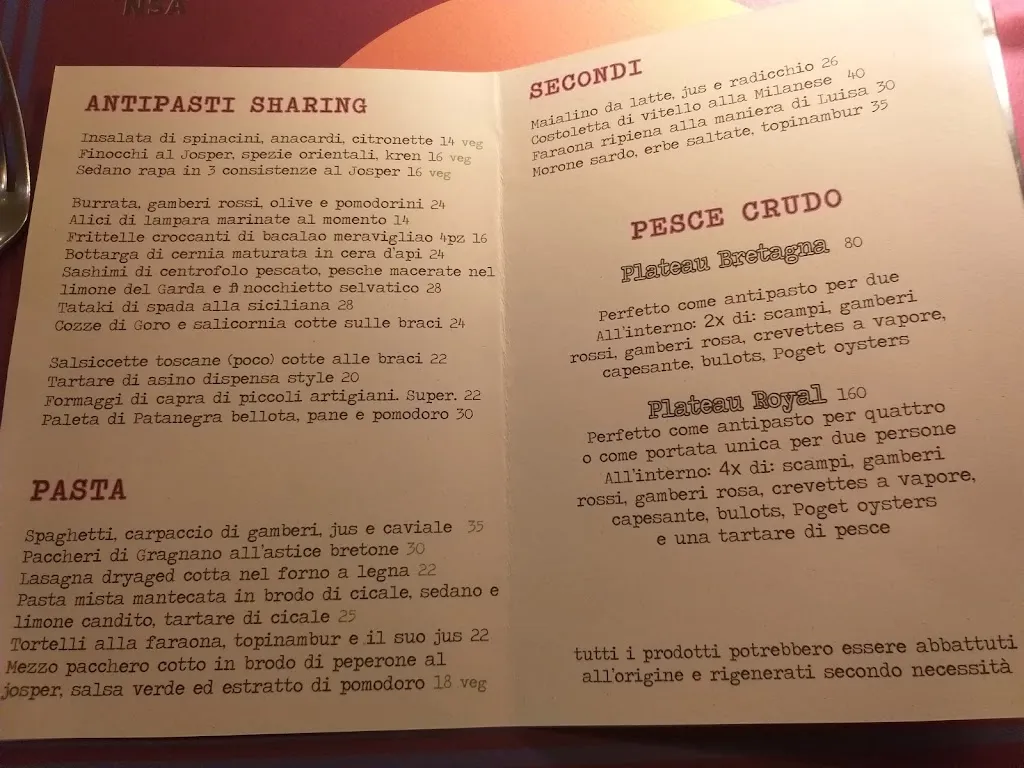 ANTIPASTI SHARING
Insalata di spinacini, anacardi, citronette 14 veg
Finocchi al Josper, spezie orientali, kren 16 veg
Sedano rapa in 3 consistenze al Josper 16 veg
Burrata, gamberi rossi, olive e pomodorini 24
Alici di lampara marinate al momento 14
Frittelle croccanti di bacalao meravigliao 4pz 16
Bottarga di cernia maturata in cera d'api 24
Sashimi di centrofolo pescato, pesche macerate nel
limone del Garda e finocchietto selvatico 28
Tataki di spada alla siciliana 28
Cozze di Goro e salicornia cotte sulle braci 24
Salsiccette toscane (poco) cotte alle braci 22
Tartare di asino dispensa style 20
Formaggi di capra di piccoli artigiani. Super. 22
Paleta di Patanegra bellota, pane e pomodoro 30
PASTA
Spaghetti, carpaccio di gamberi, jus e caviale 35
Paccheri di Gragnano all'astice bretone 30
Lasagna dryaged cotta nel forno a legna 22
Pasta mista mantecata in brodo di cicale, sedano e
limone candito, tartare di cicale 25
Tortelli alla faraona, topinambur e il suo jus 22
Mezzo pacchero cotto in brodo di peperone al
josper, salsa verde ed estratto di pomodoro 18 veg
SECONDI
Maialino da latte, jus e radicchio 26
Costoletta di vitello alla Milanese 40
Faraona ripiena alla maniera di Luisa 30
Morone sardo, erbe saltate, topinambur 35
PESCE CRUDO
Plateau Bretagna 80
Perfetto come antipasto per due
All'interno: 2x di: scampi, gamberi
rossi, gamberi rosa, crevettes a vapore,
capesante, bulots, Poget oysters
Plateau Royal 160
Perfetto come antipasto per quattro
o come portata unica per due persone
All'interno: 4x di: scampi, gamberi
rossi, gamberi rosa, crevettes a vapore,
capesante, bulots, Poget oysters
e una tartare di pesce
tutti i prodotti potrebbero essere abbattuti
all'origine e rigenerati secondo necessità